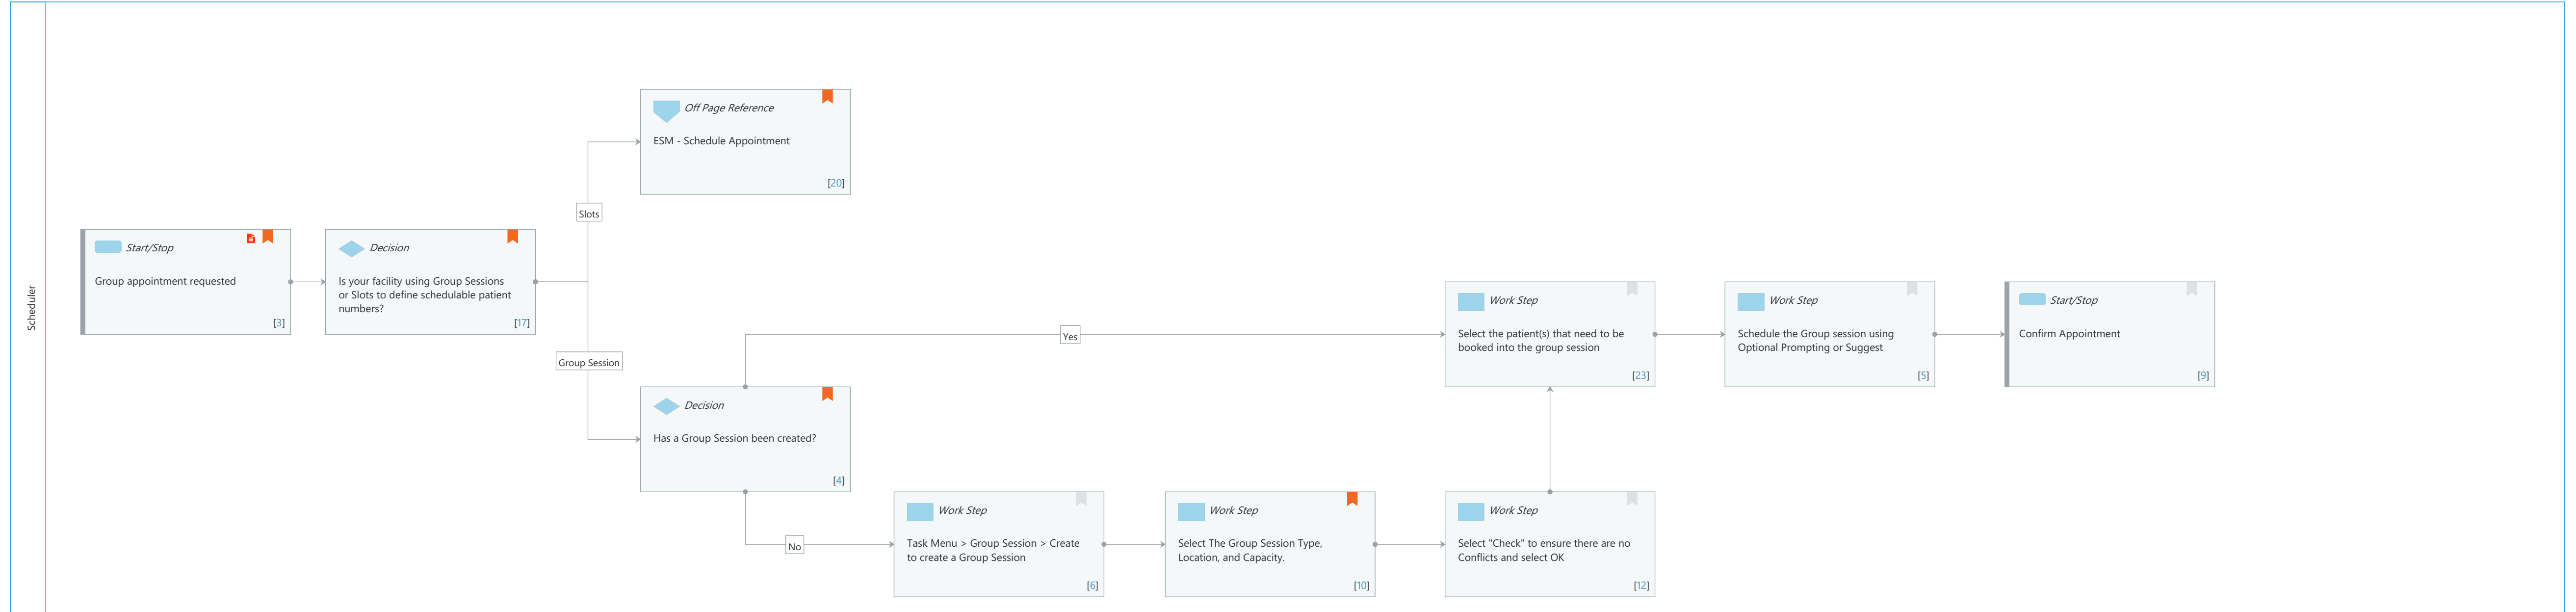 Scheduler
Start/Stop
Group appointment requested
[3]
Decision
Is your facility using Group Sessions
or Slots to define schedulable patient
numbers?
[17]
Slots
Group Session
Off Page Reference
ESM - Schedule Appointment
[20]
Decision
Has a Group Session been created?
[4]
Yes
No
Work Step
Task Menu > Group Session > Create
to create a Group Session
[6]
Work Step
Select The Group Session Type,
Location, and Capacity.
[10]
Work Step
Select "Check" to ensure there are no
Conflicts and select OK
[12]
Work Step
Select the patient(s) that need to be
booked into the group session
[23]
Work Step
Schedule the Group session using
Optional Prompting or Suggest
[5]
Start/Stop
Confirm Appointment
[9]